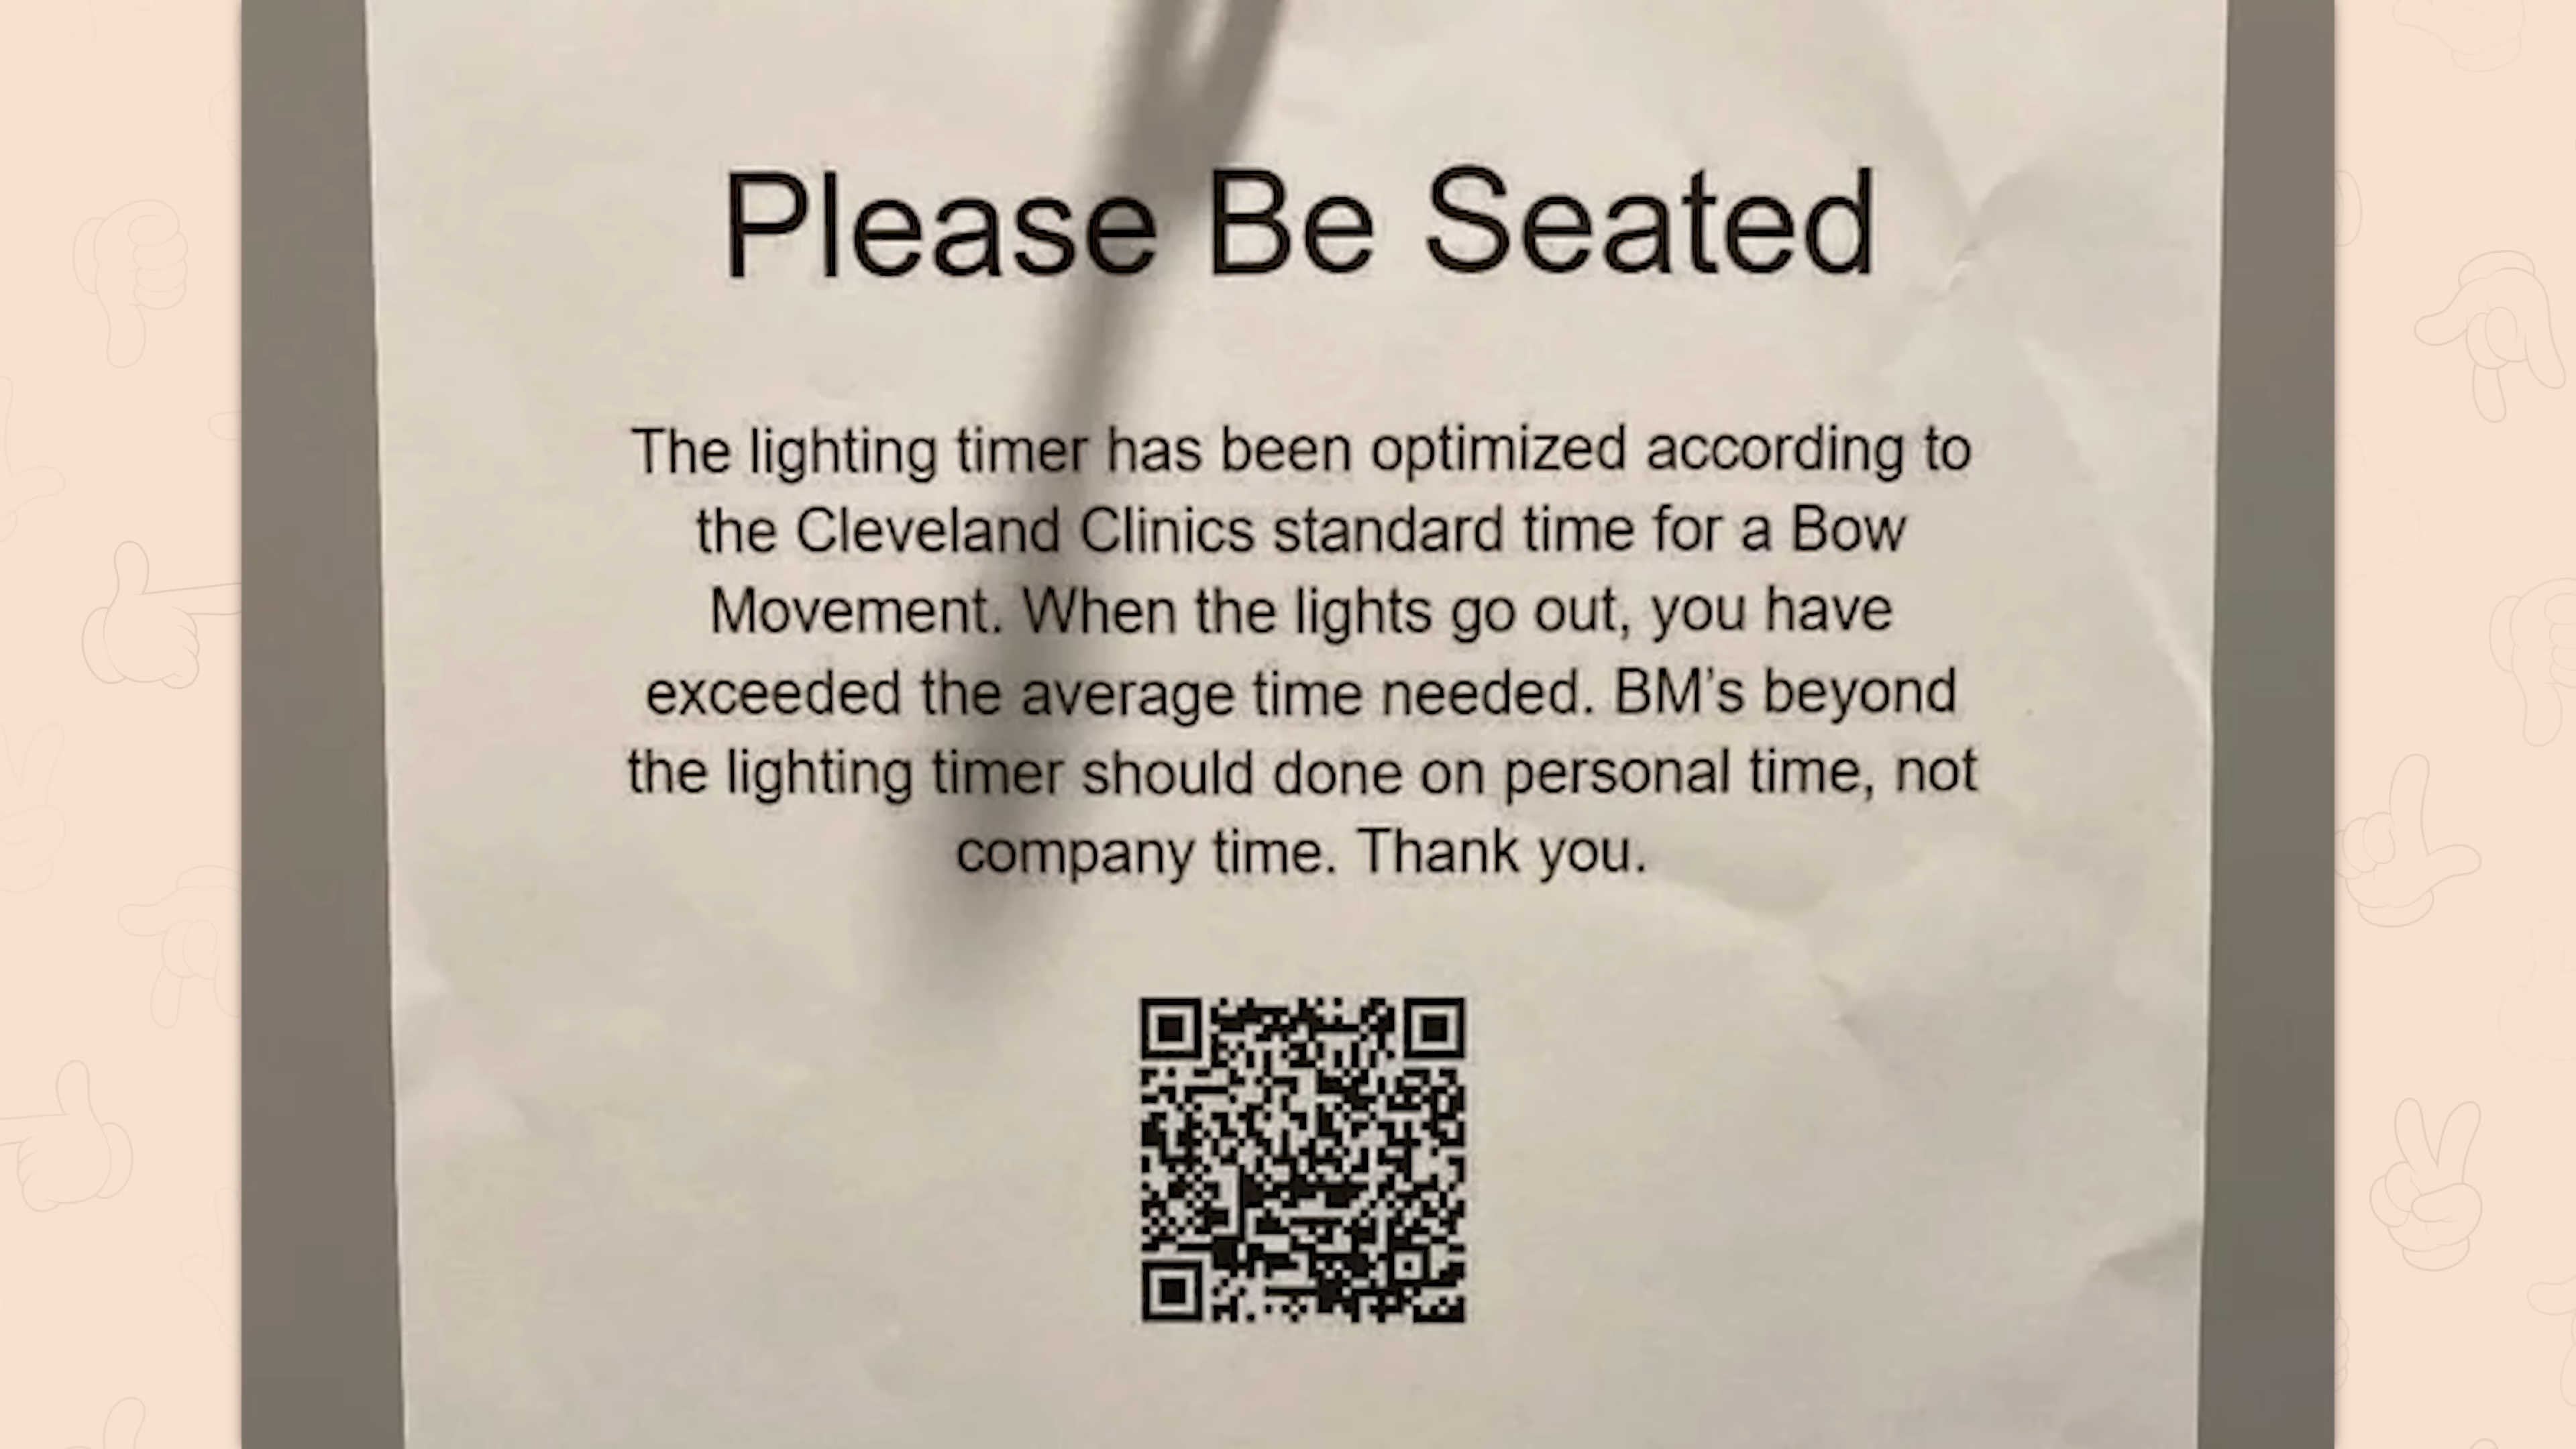 Please Be Seated
The lighting timer has been optimized according to
the Cleveland Clinics standard time for a Bow
Movement. When the lights go out, you have
exceeded the average time needed. BM's beyond
the lighting timer should done on personal time, not
company time. Thank you.